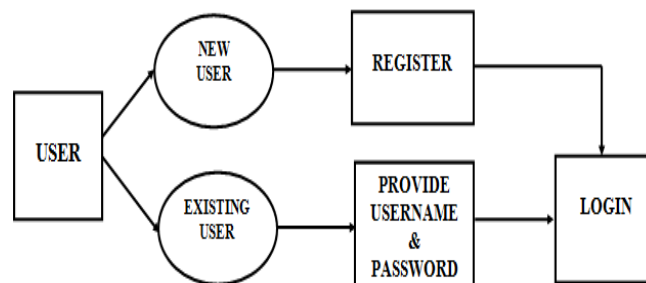 NEW
USER
REGISTER
USER
EXISTING
USER
PROVIDE
USERNAME
&
PASSWORD
LOGIN